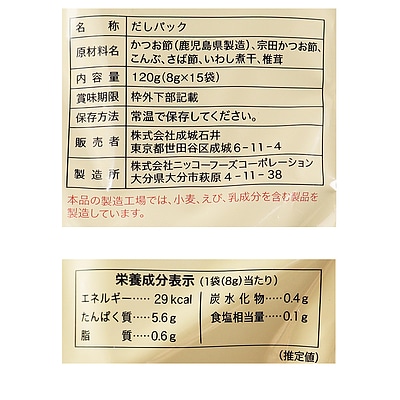 名称 だしパック
原材料名 かつお節(鹿児島県製造)、宗田かつお節、
こんぶ、さば節、いわし煮干、椎茸
内容量 120g(8g×15袋)
賞味期限 枠外下部記載
保存方法 常温で保存してください。
販売者 株式会社成城石井
東京都世田谷区成城6-11-4
製造所 株式会社ニッコーフーズコーポレーション
大分県大分市萩原4-11-38
本品の製造工場では、小麦、えび、乳成分を含む製品を
製造しています。
栄養成分表示(1袋(8g)当たり)
エネルギー……29kcal 炭水化物……0.4g
たんぱく質……5.6g 食塩相当量……0.1g
脂質……0.6g
(推定値)